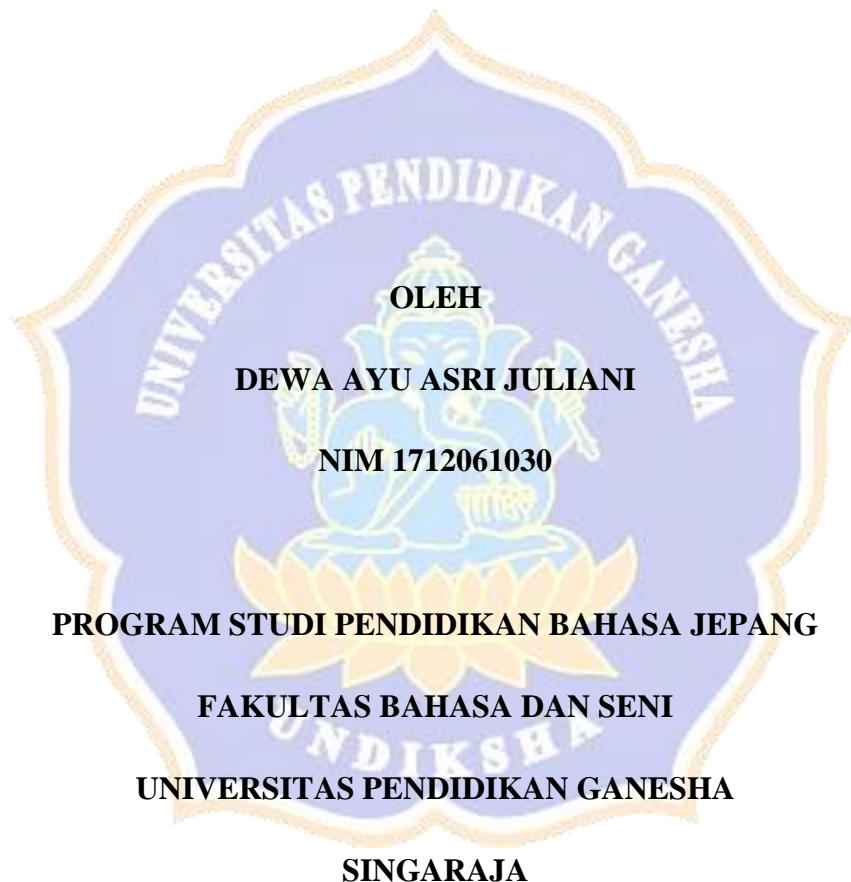 UNIVERSITAS PENDIDIKAN GANESHA
OLEH
DEWA AYU ASRI JULIANI
NIM 1712061030
PROGRAM STUDI PENDIDIKAN BAHASA JEPANG
FAKULTAS BAHASA DAN SENI
UNDIKSHA
UNIVERSITAS PENDIDIKAN GANESHA
SINGARAJA